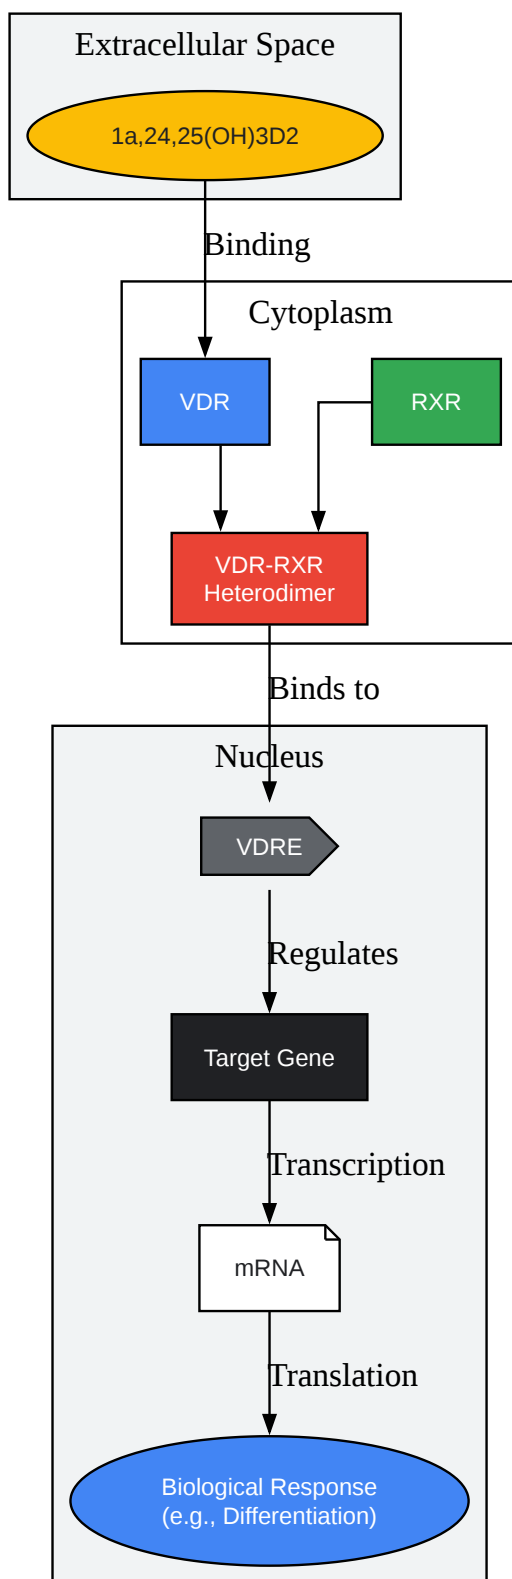 Extracellular Space
1a,24,25(OH)3D2
Binding
Cytoplasm
VDR
RXR
VDR-RXR
Heterodimer
Binds to
Nucleus
VDRE
Regulates
Target Gene
Transcription
mRNA
Translation
Biological Response
(e.g., Differentiation)